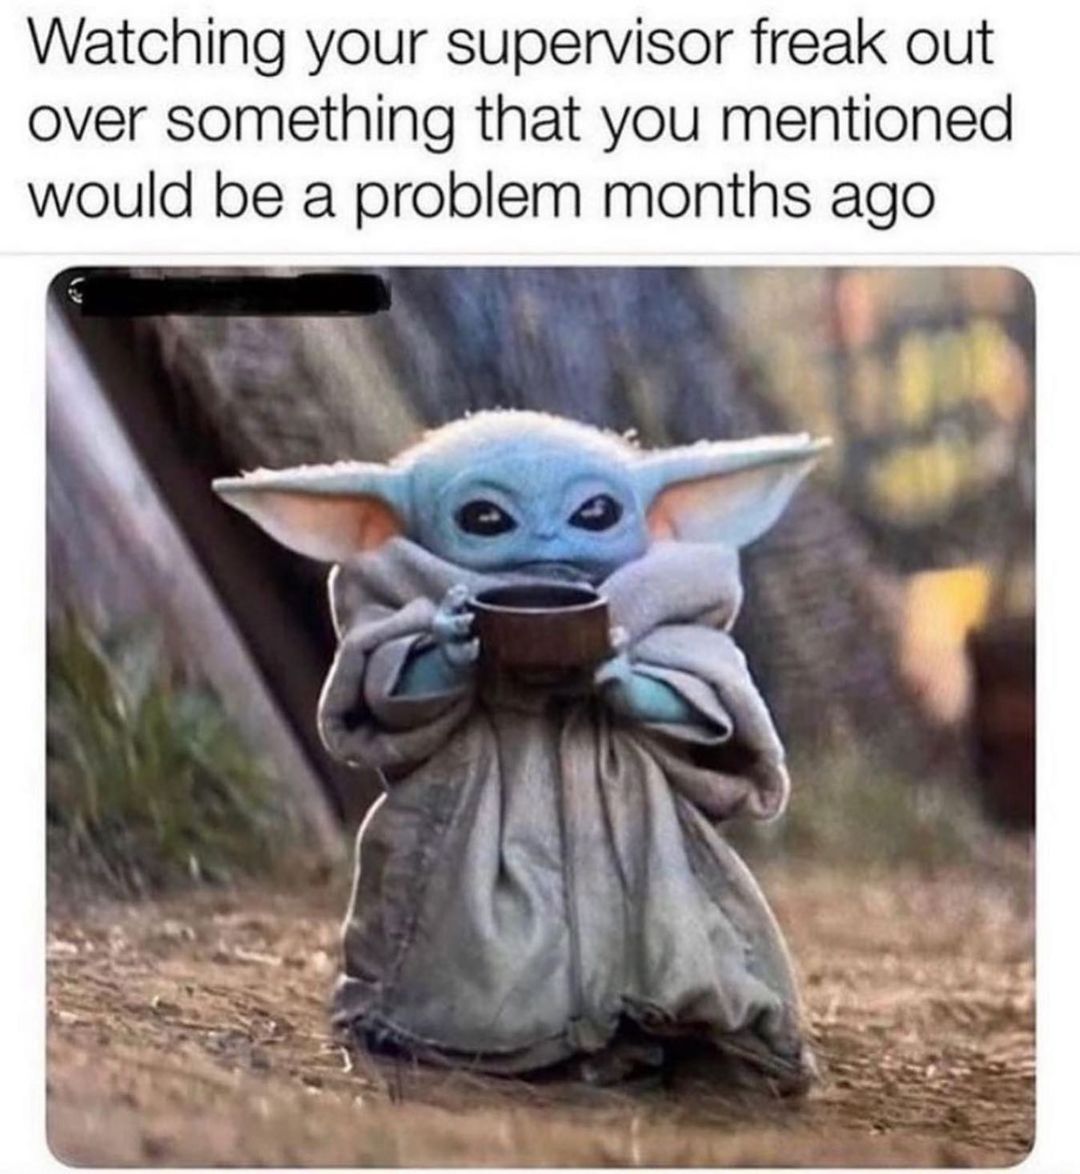 Watching your supervisor freak out
over something that you mentioned
would be a problem months ago